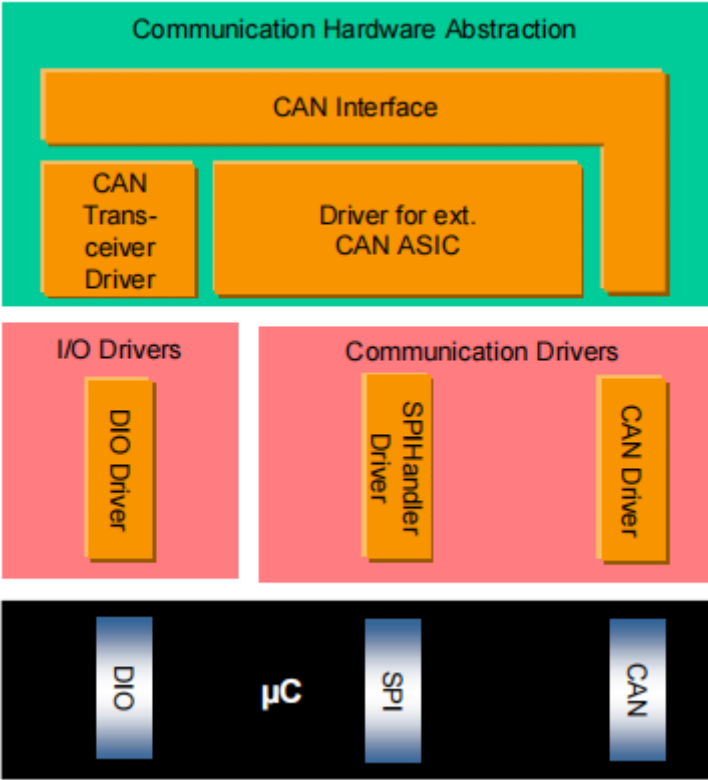 Communication Hardware Abstraction
CAN Interface
CAN
Trans-
ceiver
Driver
Driver for ext.
CAN ASIC
I/O Drivers
Communication Drivers
DIO Driver
SPIHandler
Driver
CAN Driver
DIO
µC
SPI
CAN